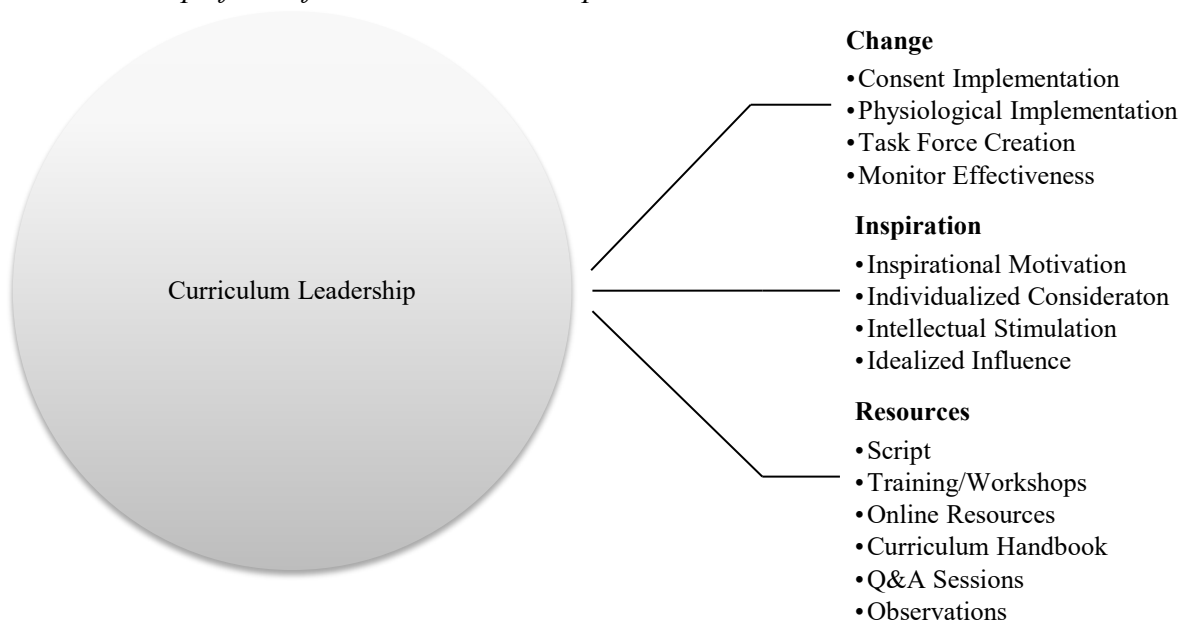 Curriculum Leadership
Change
•Consent Implementation
•Physiological Implementation
•Task Force Creation
•Monitor Effectiveness
Inspiration
•Inspirational Motivation
•Individualized Consideraton
•Intellectual Stimulation
•Idealized Influence
Resources
•Script
•Training/Workshops
•Online Resources
•Curriculum Handbook
•Q&A Sessions
•Observations